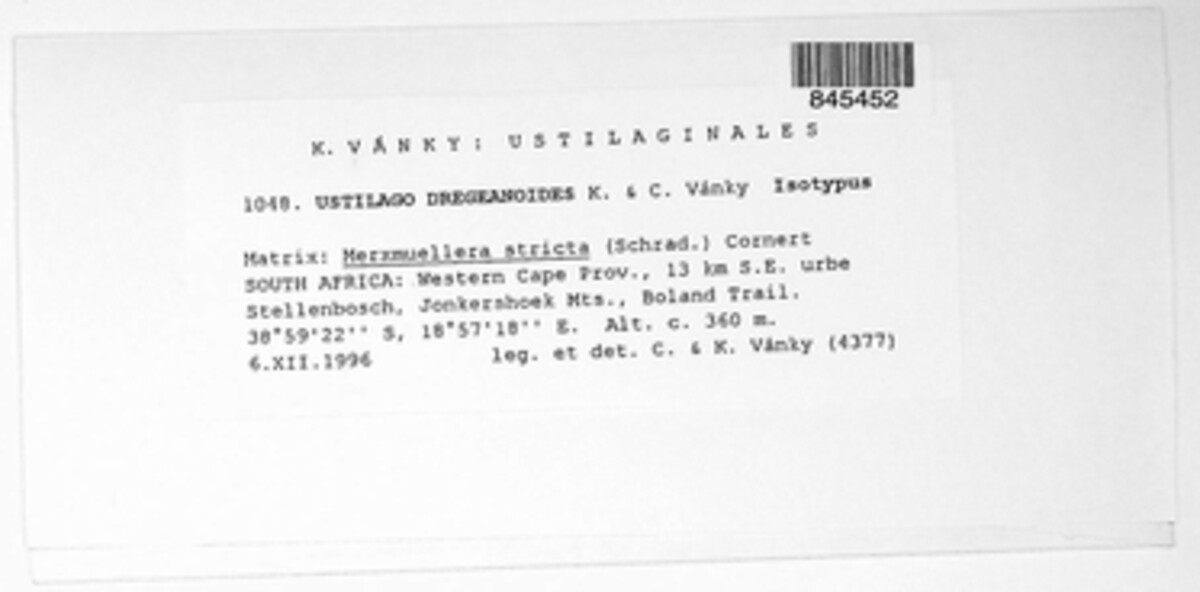 845452
K. VÁNKY: USTILAGINALES
1048. USTILAGO DREGEANOIDES K. & C. Vánky Isotypus
Matrix: Merxmuellera stricta (Schrad.) Cornert
SOUTH AFRICA: Western Cape Prov., 13 km S.E. urbe
Stellenbosch, Jonkershoek Mts., Boland Trail.
38°59'22'' S, 18°57'18'' E. Alt. c. 360 m.
6.XII.1996 leg. et det. C. & K. Vánky (4377)